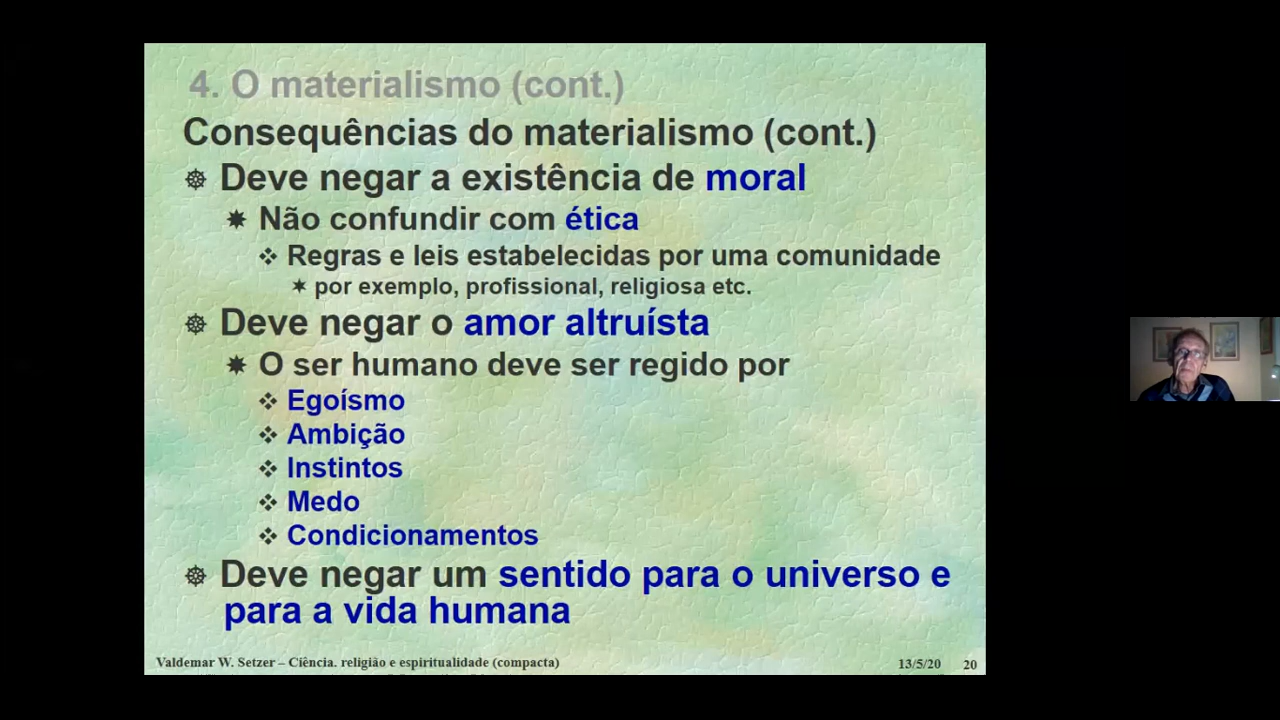 4. O materialismo (cont.)
Consequências do materialismo (cont.)
Deve negar a existência de moral
Não confundir com ética
Regras e leis estabelecidas por uma comunidade
por exemplo, profissional, religiosa etc.
Deve negar o amor altruísta
O ser humano deve ser regido por
Egoísmo
Ambição
Instintos
Medo
Condicionamentos
Deve negar um sentido para o universo e
para a vida humana
Valdemar W. Setzer – Ciência. religião e espiritualidade (compacta)
13/5/20 20